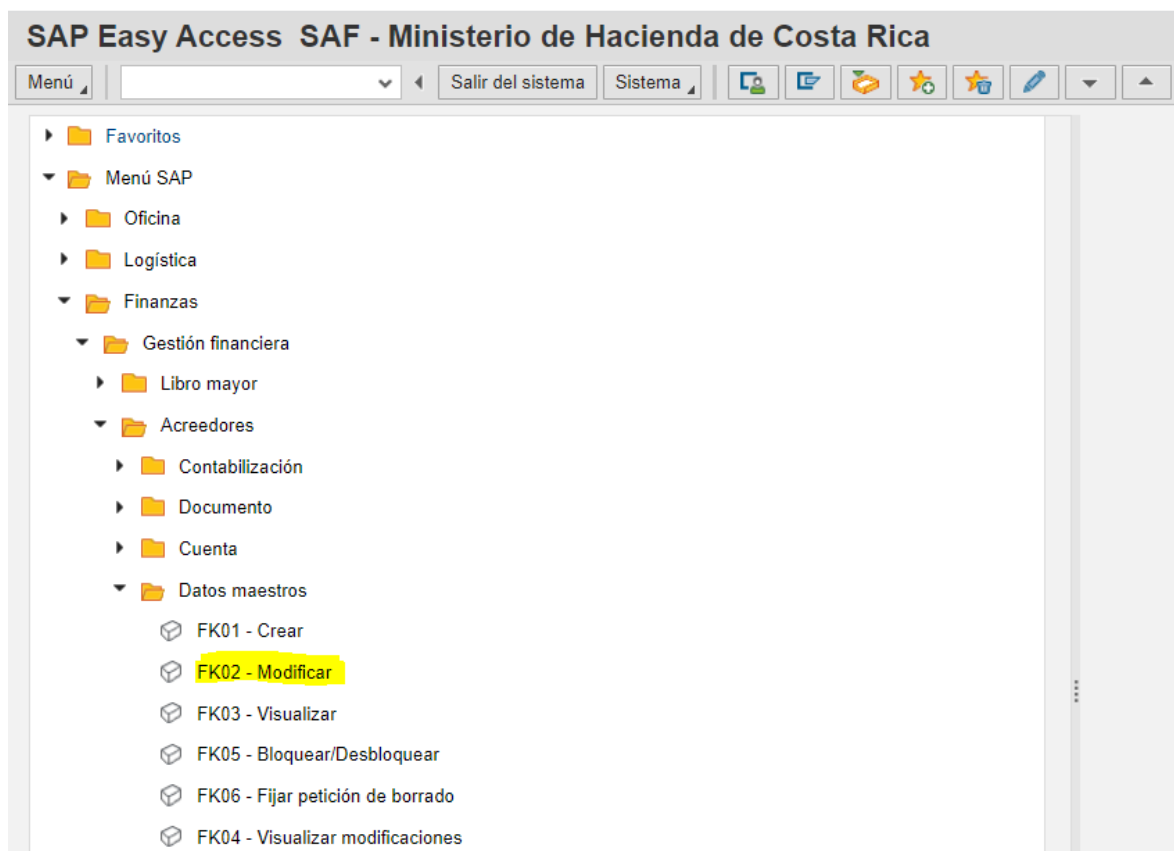 SAP Easy Access SAF - Ministerio de Hacienda de Costa Rica
Menú Salir del sistema Sistema
Favoritos
Menú SAP
Oficina
Logística
Finanzas
Gestión financiera
Libro mayor
Acreedores
Contabilización
Documento
Cuenta
Datos maestros
FK01 - Crear
FK02 - Modificar
FK03 - Visualizar
FK05 - Bloquear/Desbloquear
FK06 - Fijar petición de borrado
FK04 - Visualizar modificaciones